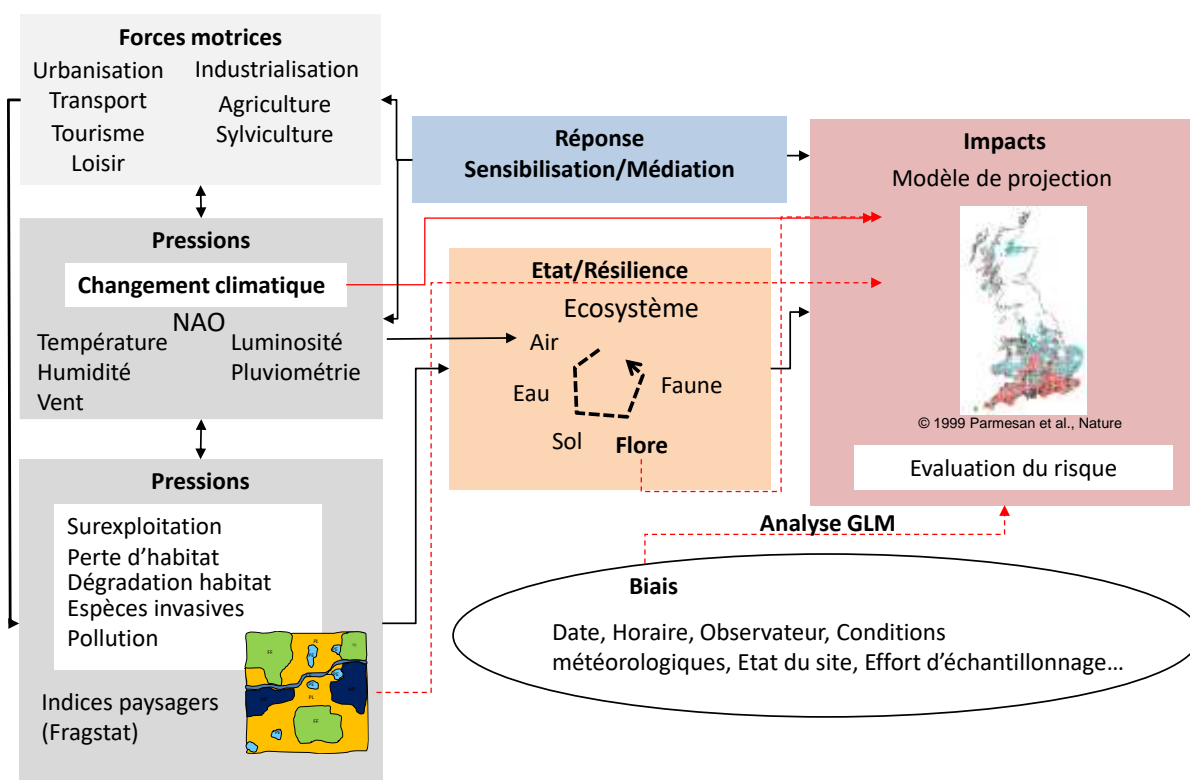 Forces motrices
Urbanisation
Industrialisation
Transport
Agriculture
Tourisme
Sylviculture
Loisir
Réponse
Sensibilisation/Médiation
Impacts
Modèle de projection
© 1999 Parmesan et al., Nature
Evaluation du risque
Pressions
Changement climatique
NAO
Température
Luminosité
Humidité
Pluviométrie
Vent
Etat/Résilience
Ecosystème
Air
Eau
Faune
Sol
Flore
Pressions
Surexploitation
Perte d'habitat
Dégradation habitat
Espèces invasives
Pollution
Indices paysagers
(Fragstat)
PL
PL
Analyse GLM
Biais
Date, Horaire, Observateur, Conditions
météorologiques, Etat du site, Effort d'échantillonnage…